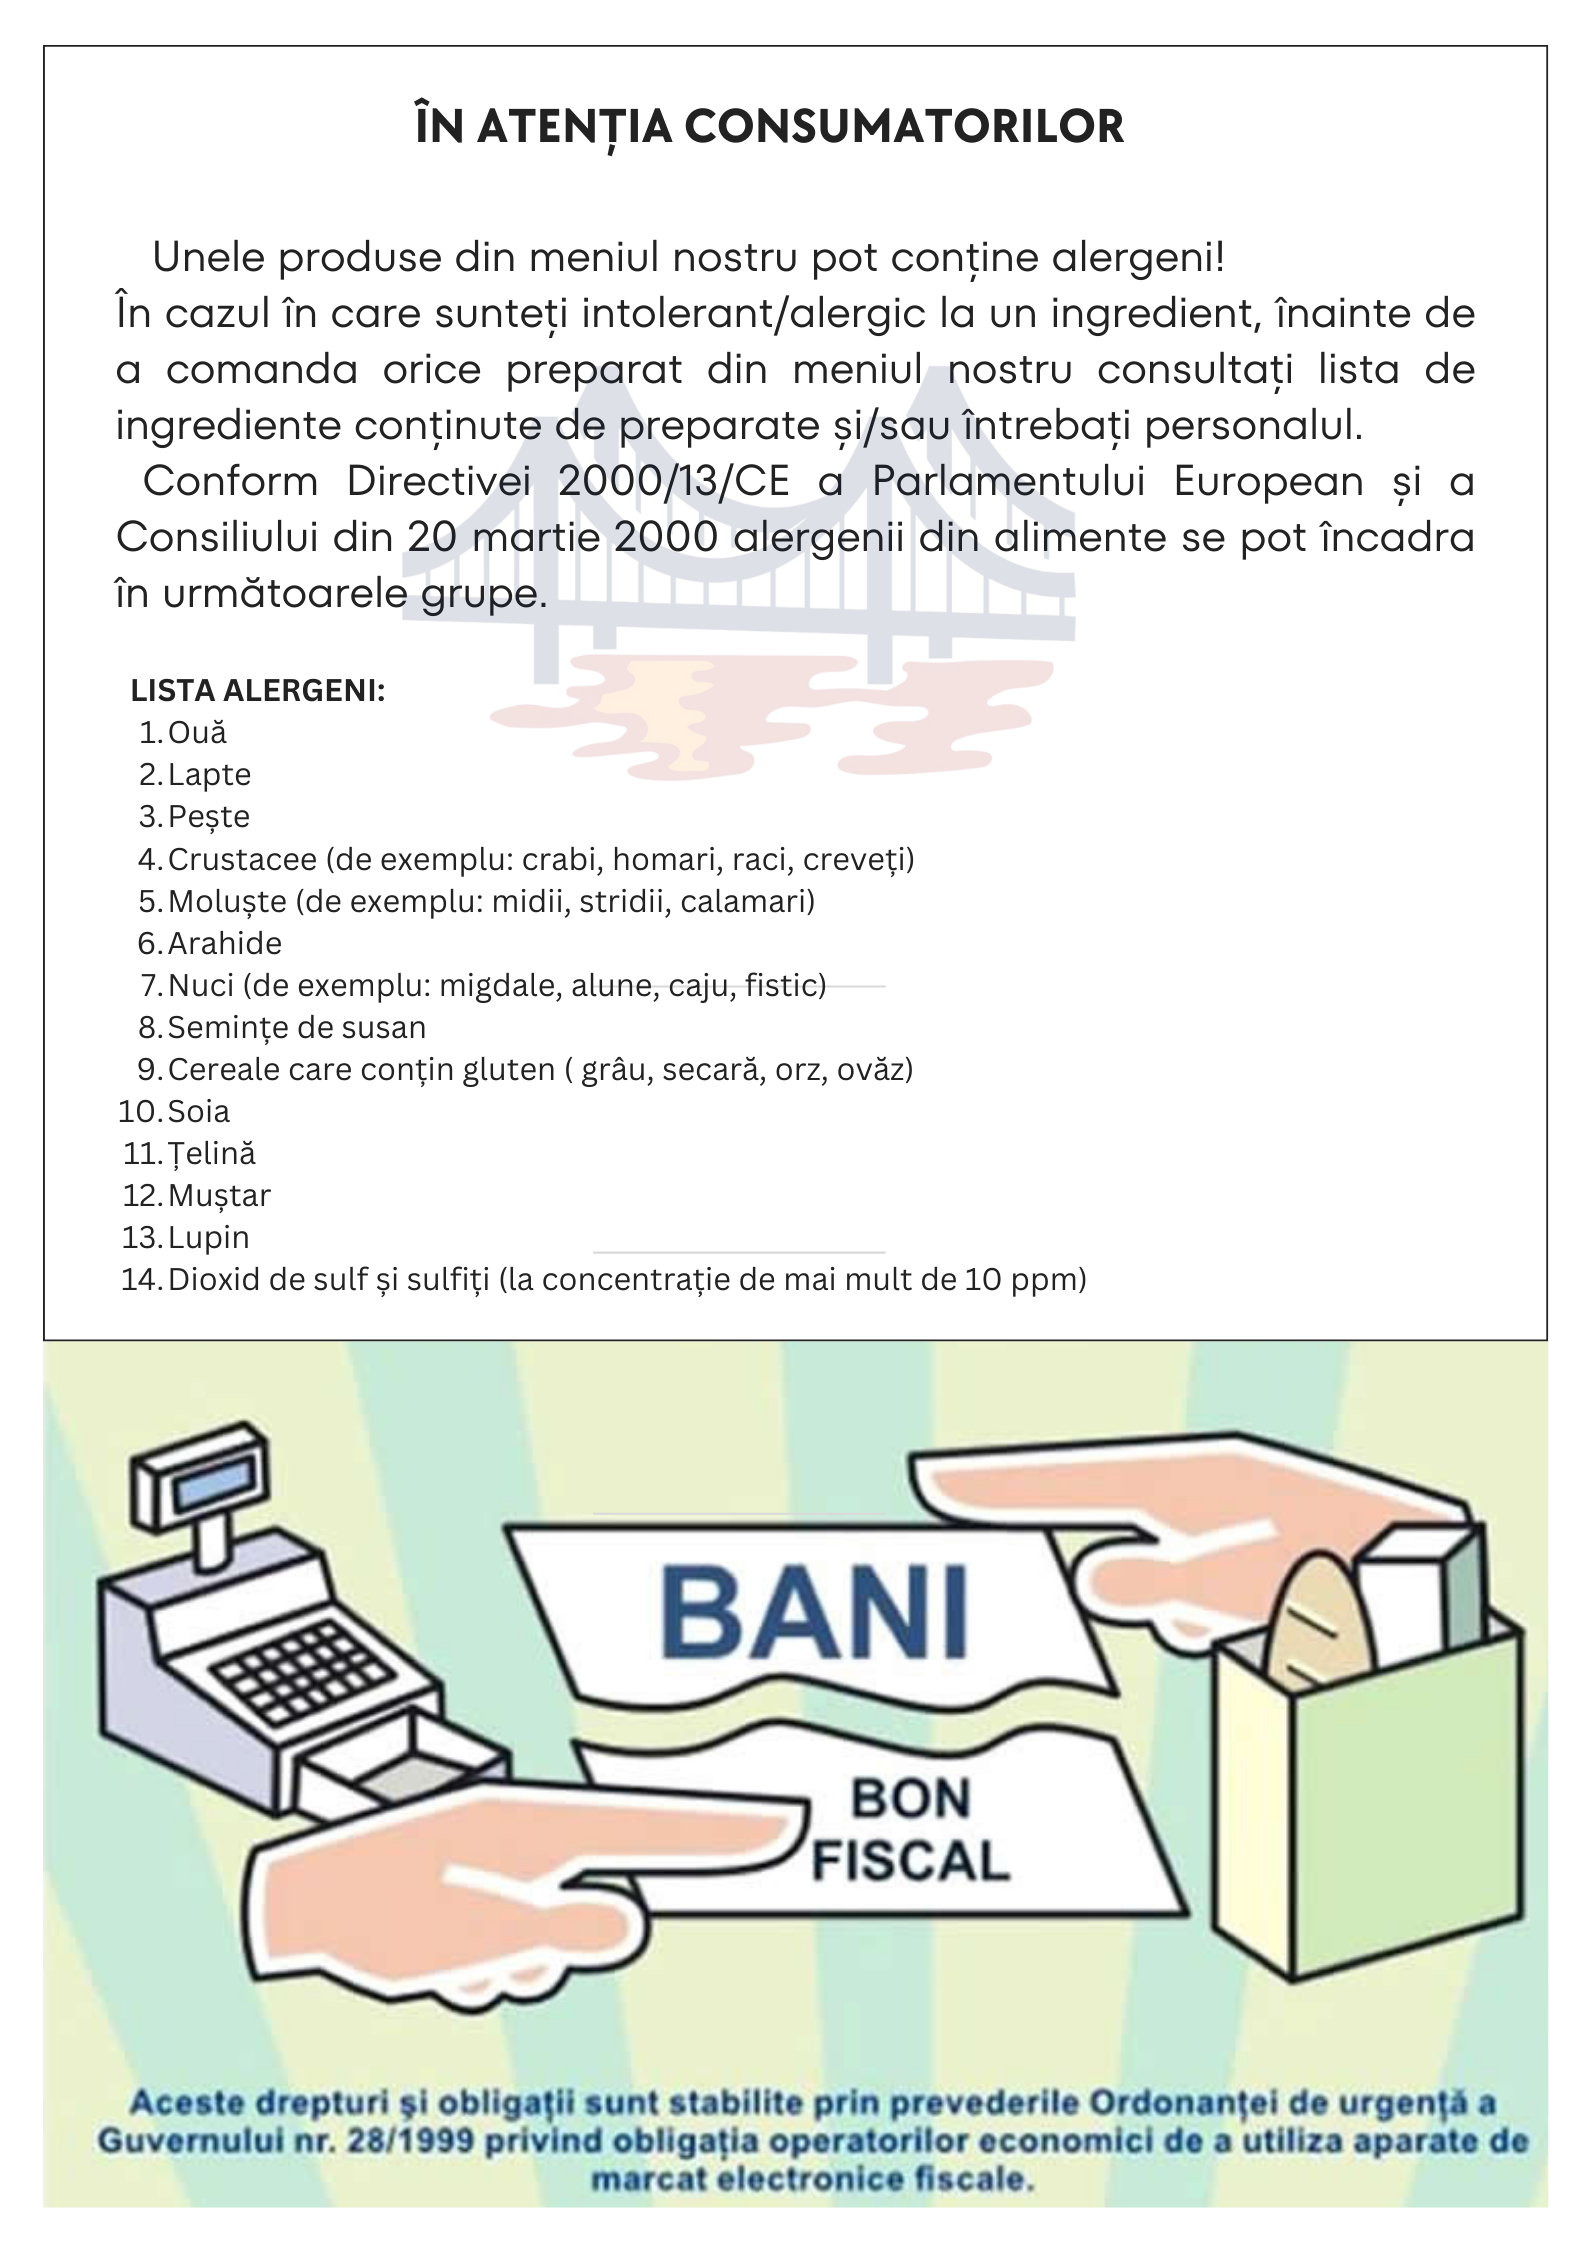 ÎN ATENȚIA CONSUMATORILOR
Unele produse din meniul nostru pot conține alergeni!
În cazul în care sunteți intolerant/alergic la un ingredient, înainte de
a comanda orice preparat din meniul nostru consultați lista de
ingrediente conținute de preparate și/sau întrebați personalul.
Conform Directivei 2000/13/CE a Parlamentului European și a
Consiliului din 20 martie 2000 alergenii din alimente se pot încadra
în următoarele grupe.
LISTA ALERGENI:
1. Ouă
2. Lapte
3. Pește
4. Crustacee (de exemplu: crabi, homari, raci, creveți)
5. Moluște (de exemplu: midii, stridii, calamari)
6. Arahide
7. Nuci (de exemplu: migdale, alune, caju, fistic)
8. Semințe de susan
9. Cereale care conțin gluten ( grâu, secară, orz, ovăz)
10. Soia
11. Țelină
12. Muștar
13. Lupin
14. Dioxid de sulf și sulfiți (la concentrație de mai mult de 10 ppm)
BANI
BON
FISCAL
Aceste drepturi și obligații sunt stabilite prin prevederile Ordonanței de urgență a
Guvernului nr. 28/1999 privind obligația operatorilor economici de a utiliza aparate de
marcat electronice fiscale.